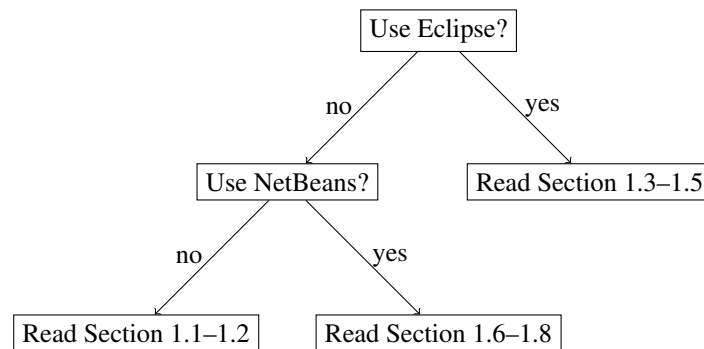 Use Eclipse?
no
yes
Use NetBeans?
Read Section 1.3–1.5
no
yes
Read Section 1.1–1.2
Read Section 1.6–1.8